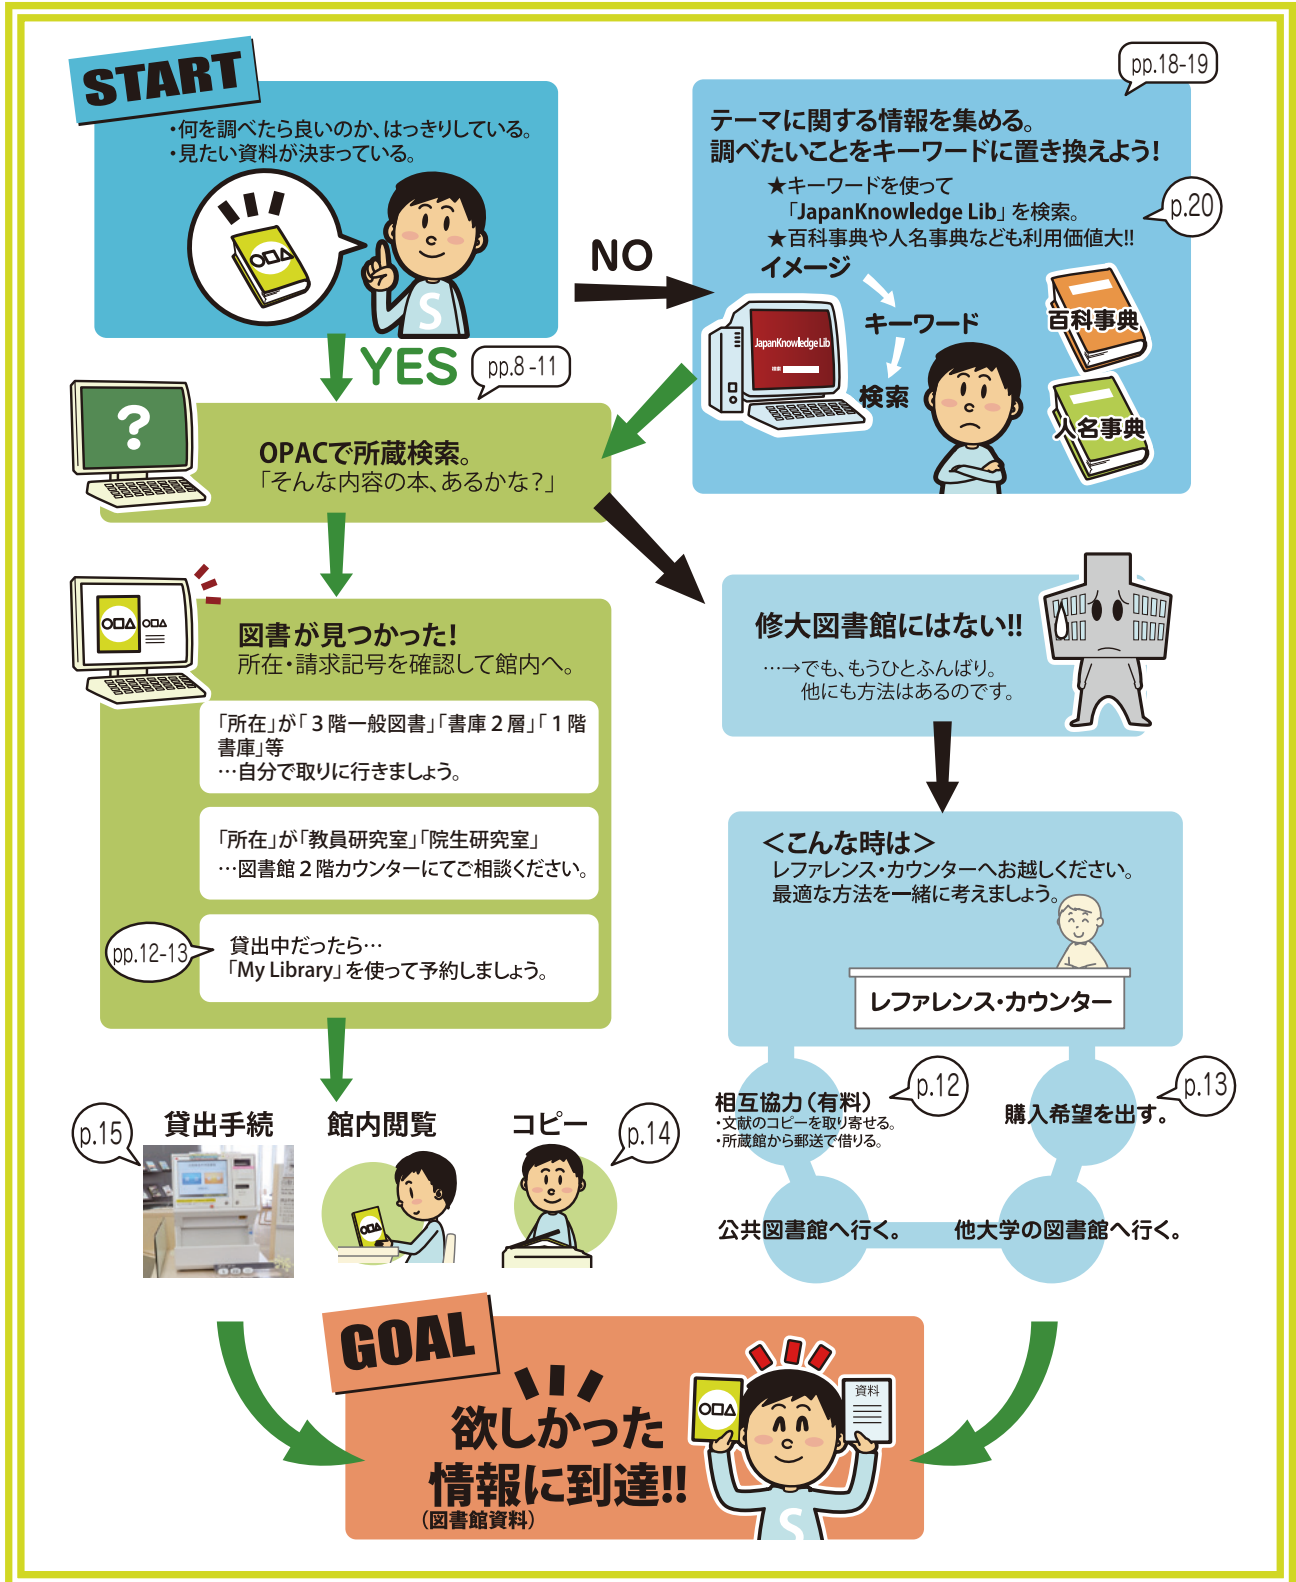 START
・何を調べたら良いのか、はっきりしている。
・見たい資料が決まっている。
○□△
S
NO
YES
pp.18-19
テーマに関する情報を集める。
調べたいことをキーワードに置き換えよう!
★キーワードを使って
「JapanKnowledge Lib」を検索。
★百科事典や人名事典なども利用価値大!!
p.20
イメージ
キーワード
検索
JapanKnowledge Lib
検索
百科事典
人名事典
pp.8-11
?
OPACで所蔵検索。
「そんな内容の本、あるかな?」
○□△
○□△
図書が見つかった!
所在・請求記号を確認して館内へ。
「所在」が「3階一般図書」「書庫2層」「1階
書庫」等
…自分で取りに行きましょう。
「所在」が「教員研究室」「院生研究室」
…図書館2階カウンターにてご相談ください。
pp.12-13
貸出中だったら…
「My Library」を使って予約しましょう。
修大図書館にはない!!
…→でも、もうひとふんばり。
他にも方法はあるのです。
<こんな時は>
レファレンス・カウンターへお越しください。
最適な方法を一緒に考えましょう。
レファレンス・カウンター
相互協力(有料)
・文献のコピーを取り寄せる。
・所蔵館から郵送で借りる。
p.12
購入希望を出す。
p.13
公共図書館へ行く。
他大学の図書館へ行く。
p.15
貸出手続
館内閲覧
○□△
コピー
p.14
GOAL
欲しかった
情報に到達!!
(図書館資料)
○□△
資料
S